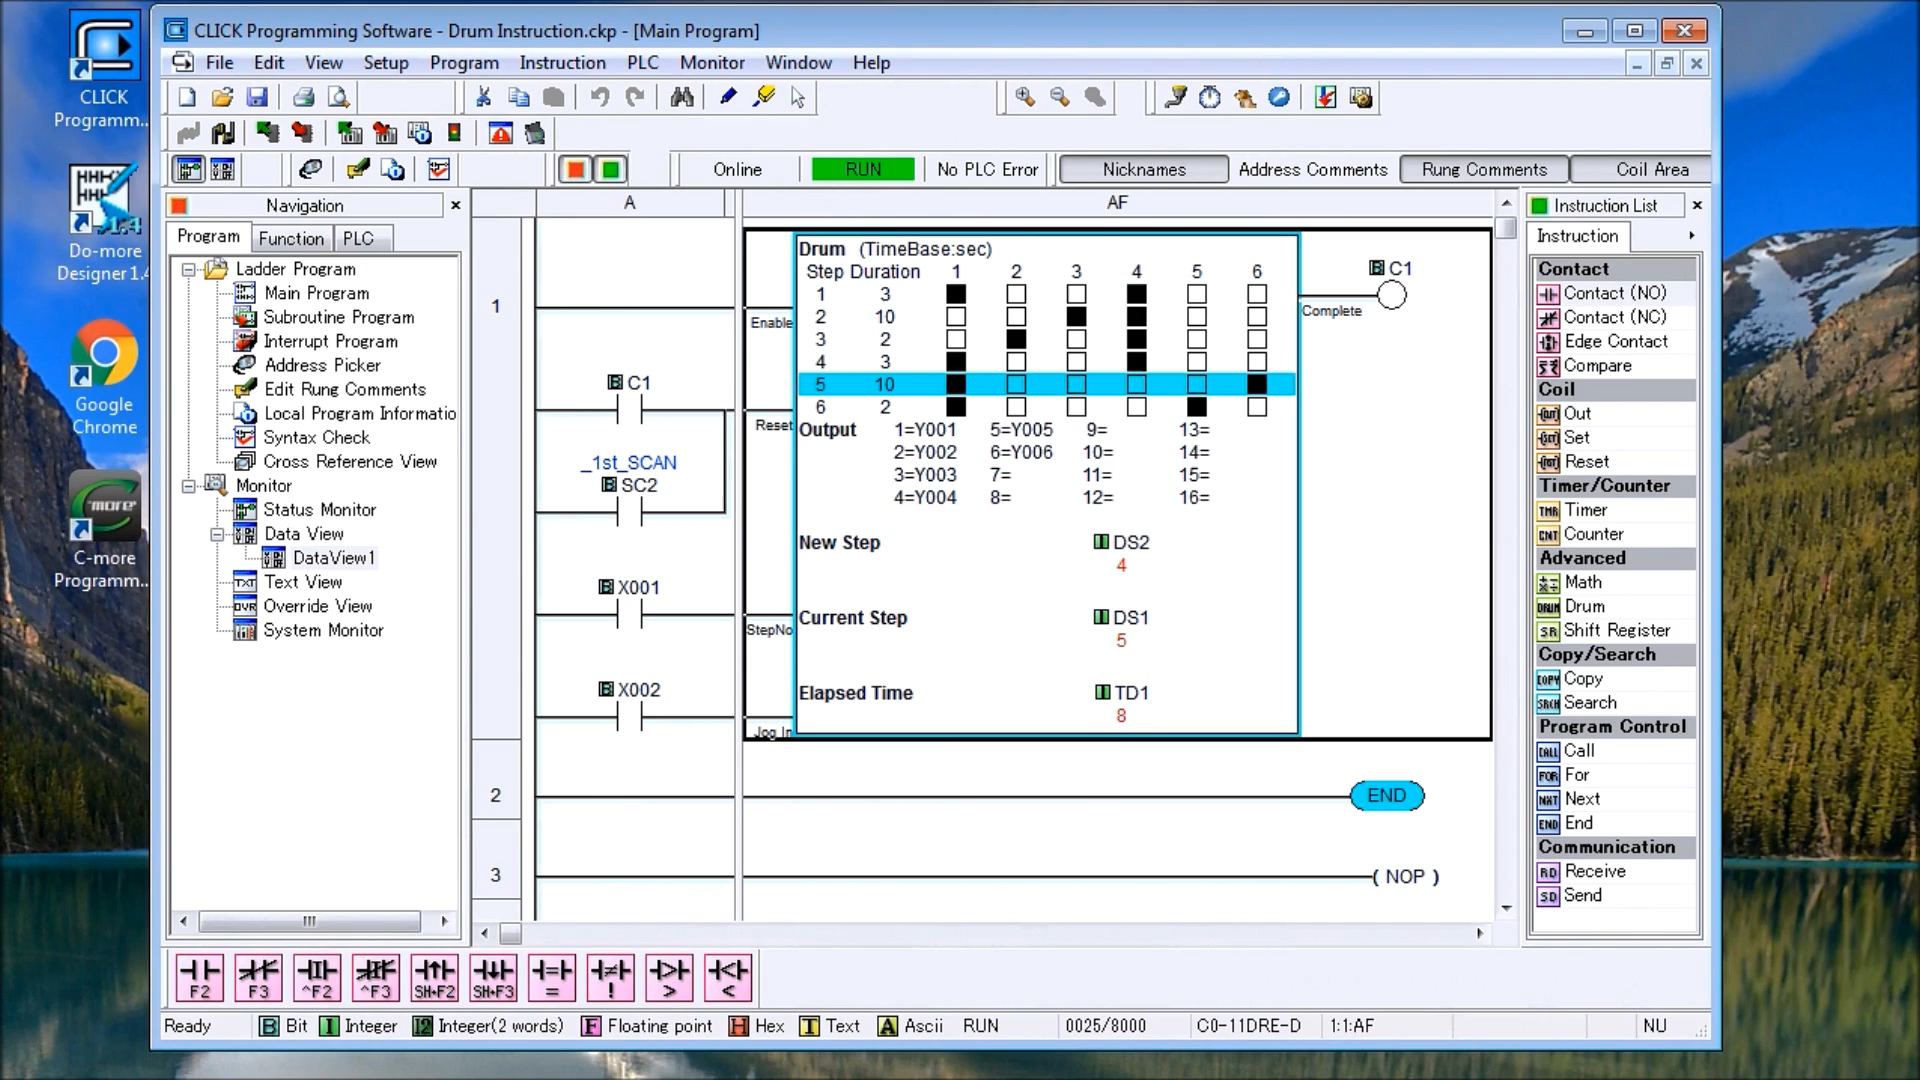 CLICK Programming Software - Drum Instruction.ckp - [Main Program]
File Edit View Setup Program Instruction PLC Monitor Window Help
Online RUN No PLC Error Nicknames Address Comments Rung Comments Coil Area
CLICK
Programm...
Do-more
Designer 1.4
Google
Chrome
C-more
Programm...
Navigation
Program Function PLC
Ladder Program
Main Program
Subroutine Program
Interrupt Program
Address Picker
Edit Rung Comments
Local Program Informatio
Syntax Check
Cross Reference View
Monitor
Status Monitor
Data View
DataView1
Text View
Override View
System Monitor
A AF
1
Enable
C1
Reset
_1st_SCAN
SC2
X001
StepNo
X002
Jog In
Drum (TimeBase:sec)
Step Duration 1 2 3 4 5 6
1 3
2 10
3 2
4 3
5 10
6 2
Output 1=Y001 5=Y005 9= 13=
2=Y002 6=Y006 10= 14=
3=Y003 7= 11= 15=
4=Y004 8= 12= 16=
New Step DS2
4
Current Step DS1
5
Elapsed Time TD1
8
C1
Complete
2 END
3 ( NOP )
Instruction List
Instruction
Contact
Contact (NO)
Contact (NC)
Edge Contact
Compare
Coil
Out
Set
Reset
Timer/Counter
Timer
Counter
Advanced
Math
Drum
Shift Register
Copy/Search
Copy
Search
Program Control
Call
For
Next
End
Communication
Receive
Send
F2 F3 ^F2 ^F3 SH+F2 SH+F3 = ! > <
Ready B Bit I Integer I2 Integer(2 words) F Floating point H Hex T Text A Ascii RUN 0025/8000 C0-11DRE-D 1:1:AF NU